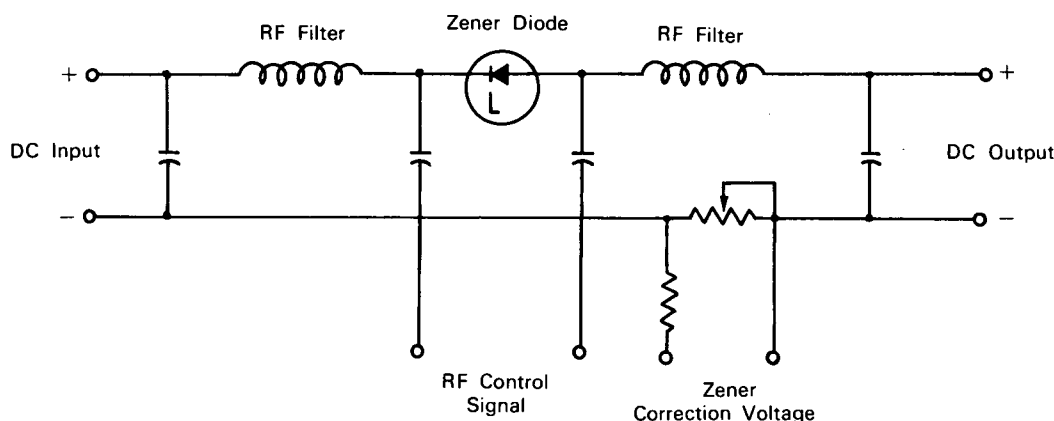 RF Filter
Zener Diode
RF Filter
+
+
DC Input
L
DC Output
−
−
RF Control
Signal
Zener
Correction Voltage